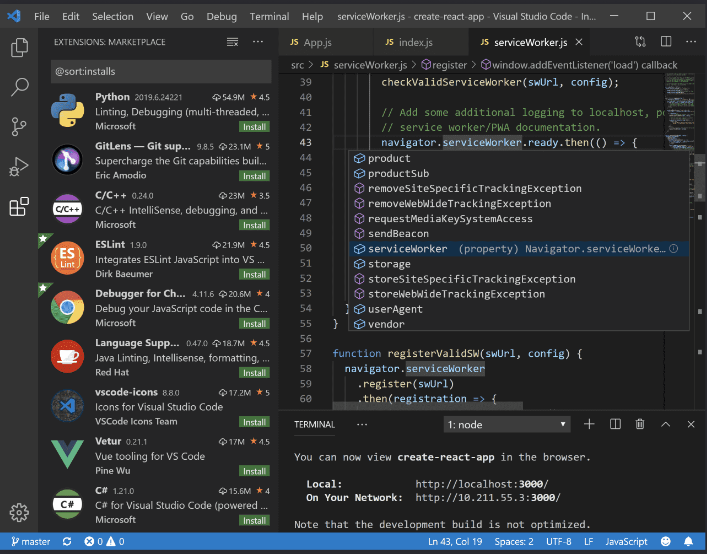 File Edit Selection View Go Debug Terminal Help serviceWorker.js - create-react-app - Visual Studio Code - In...
EXTENSIONS: MARKETPLACE
@sort:installs
Python 2019.6.24221 54.9M 4.5
Linting, Debugging (multi-threaded, ...
Microsoft Install
GitLens — Git sup... 9.8.5 23.1M 5
Supercharge the Git capabilities buil...
Eric Amodio Install
C/C++ 0.24.0 23M 3.5
C/C++ IntelliSense, debugging, and ...
Microsoft Install
ESLint 1.9.0 21.9M 4.5
Integrates ESLint JavaScript into VS ...
Dirk Baeumer Install
Debugger for Ch... 4.11.6 20.6M 4
Debug your JavaScript code in the C...
Microsoft Install
Language Supp... 0.47.0 18.7M 4.5
Java Linting, Intellisense, formatting, ...
Red Hat Install
vscode-icons 8.8.0 17.2M 5
Icons for Visual Studio Code
VSCode Icons Team Install
Vetur 0.21.1 17M 4.5
Vue tooling for VS Code
Pine Wu Install
C# 1.21.0 15.6M 4
C# for Visual Studio Code (powered ...
Microsoft Install
C/C++
ES
Lint
C#
JS App.js JS index.js JS serviceWorker.js
src > JS serviceWorker.js > register > window.addEventListener('load') callback
39 checkValidServiceWorker(swUrl, config);
40
41 // Add some additional logging to localhost, po
42 // service worker/PWA documentation.
43 navigator.serviceWorker.ready.then(() => {
44 product
45 productSub
46 removeSiteSpecificTrackingException
47 removeWebWideTrackingException
48 requestMediaKeySystemAccess
49 sendBeacon
50 serviceWorker (property) Navigator.serviceWorke...
51 storage
52 storeSiteSpecificTrackingException
53 storeWebWideTrackingException
54 } userAgent
55 } vendor
56
57 function registerValidSW(swUrl, config) {
58 navigator.serviceWorker
59 .register(swUrl)
60 .then(registration => {
TERMINAL ... 1: node
You can now view create-react-app in the browser.
Local: http://localhost:3000/
On Your Network: http://10.211.55.3:3000/
Note that the development build is not optimized.
master 0 0 Ln 43, Col 19 Spaces: 2 UTF-8 LF JavaScript